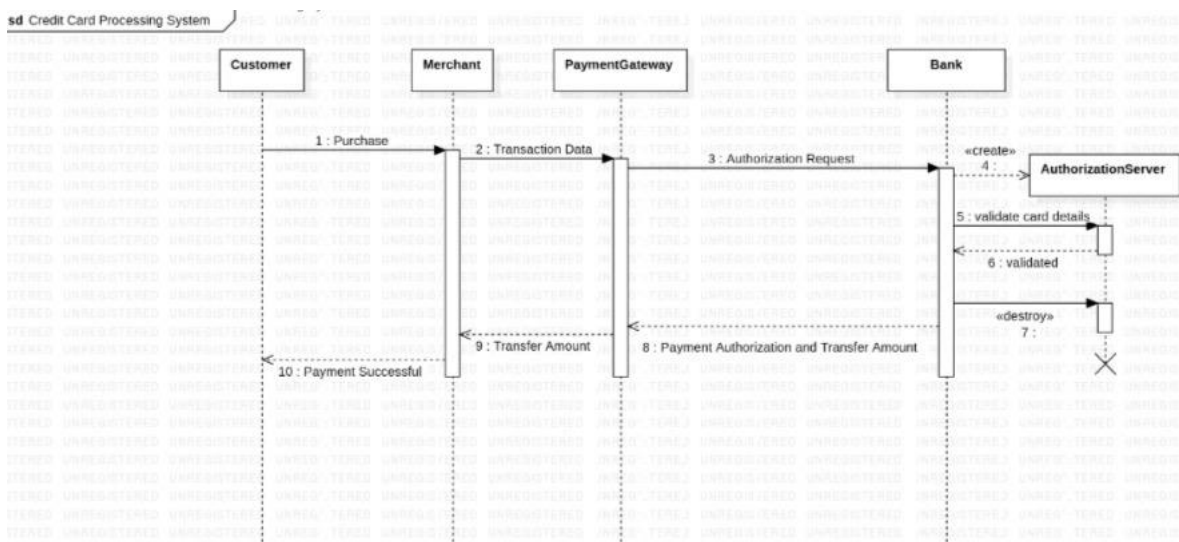 sd Credit Card Processing System
Customer
Merchant
PaymentGateway
Bank
1 : Purchase
2 : Transaction Data
3 : Authorization Request
«create»
4 :
AuthorizationServer
5 : validate card details
6 : validated
«destroy»
7 :
8 : Payment Authorization and Transfer Amount
9 : Transfer Amount
10 : Payment Successful
UNREGISTERED